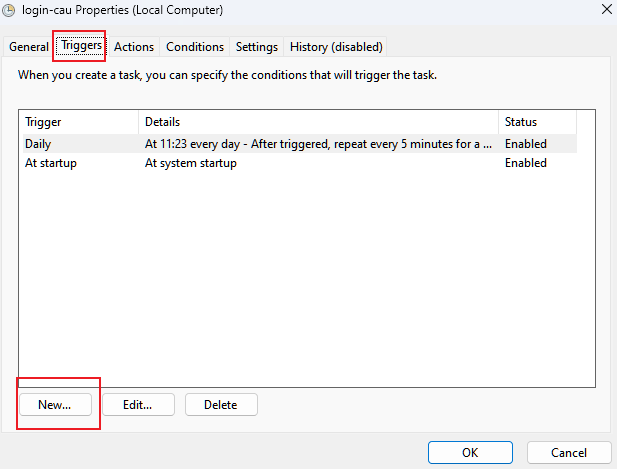 login-cau Properties (Local Computer)
General Triggers Actions Conditions Settings History (disabled)
When you create a task, you can specify the conditions that will trigger the task.
Trigger Details Status
Daily At 11:23 every day - After triggered, repeat every 5 minutes for a ... Enabled
At startup At system startup Enabled
New... Edit... Delete
OK Cancel